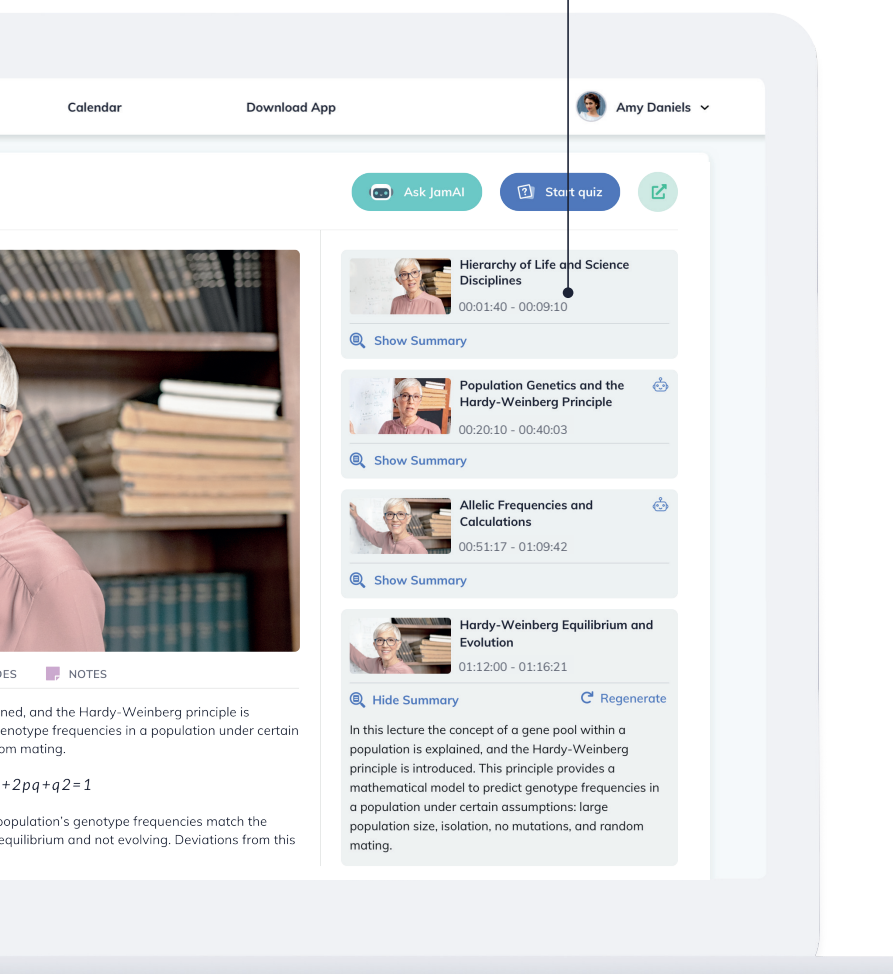 Calendar
Download App
Amy Daniels
Ask JamAI
Start quiz
Hierarchy of Life and Science
Disciplines
00:01:40 - 00:09:10
Show Summary
Population Genetics and the
Hardy-Weinberg Principle
00:20:10 - 00:40:03
Show Summary
Allelic Frequencies and
Calculations
00:51:17 - 01:09:42
Show Summary
Hardy-Weinberg Equilibrium and
Evolution
01:12:00 - 01:16:21
Hide Summary
Regenerate
In this lecture the concept of a gene pool within a
population is explained, and the Hardy-Weinberg
principle is introduced. This principle provides a
mathematical model to predict genotype frequencies in
a population under certain assumptions: large
population size, isolation, no mutations, and random
mating.
NOTES
and the Hardy-Weinberg principle is
genotype frequencies in a population under certain
mating.
+2pq+q2=1
population's genotype frequencies match the
equilibrium and not evolving. Deviations from this